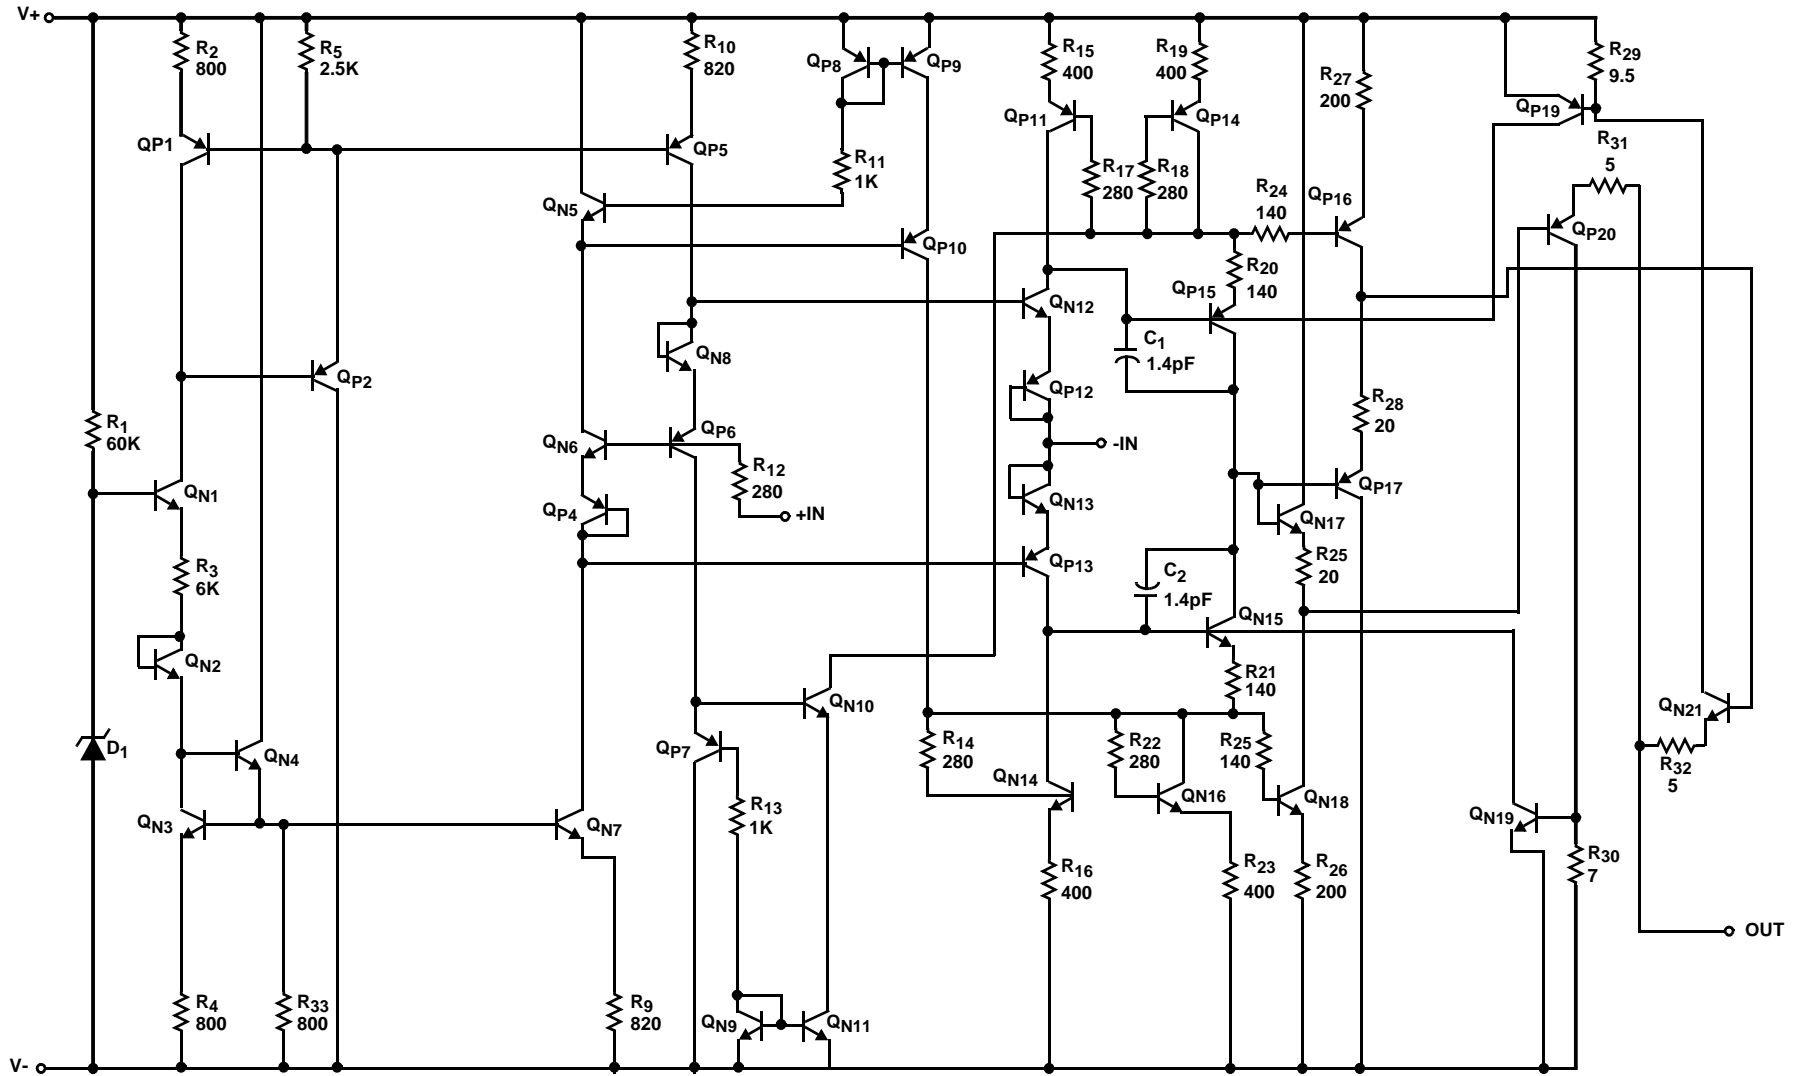 V+
R2
800
R5
2.5K
R10
820
QP8
QP9
R15
400
R19
400
R27
200
R29
9.5
QP1
QP5
R11
1K
QP11
QP14
QP19
R17
280
R18
280
R24
140
QP16
R31
5
QN5
QP10
QP20
R20
140
QN12
QP15
QN8
C1
1.4pF
QP2
QP12
R28
20
R1
60K
QN6
QP6
-IN
R12
280
QN1
QP4
+IN
QN13
QP17
QN17
R3
6K
QP13
C2
1.4pF
R25
20
QN15
QN2
R21
140
QN10
QN21
D1
QN4
QP7
R14
280
R22
280
R25
140
R32
5
QN14
QN16
QN18
QN3
QN7
R13
1K
QN19
R16
400
R23
400
R26
200
R30
7
OUT
R4
800
R33
800
R9
820
QN9
QN11
V-